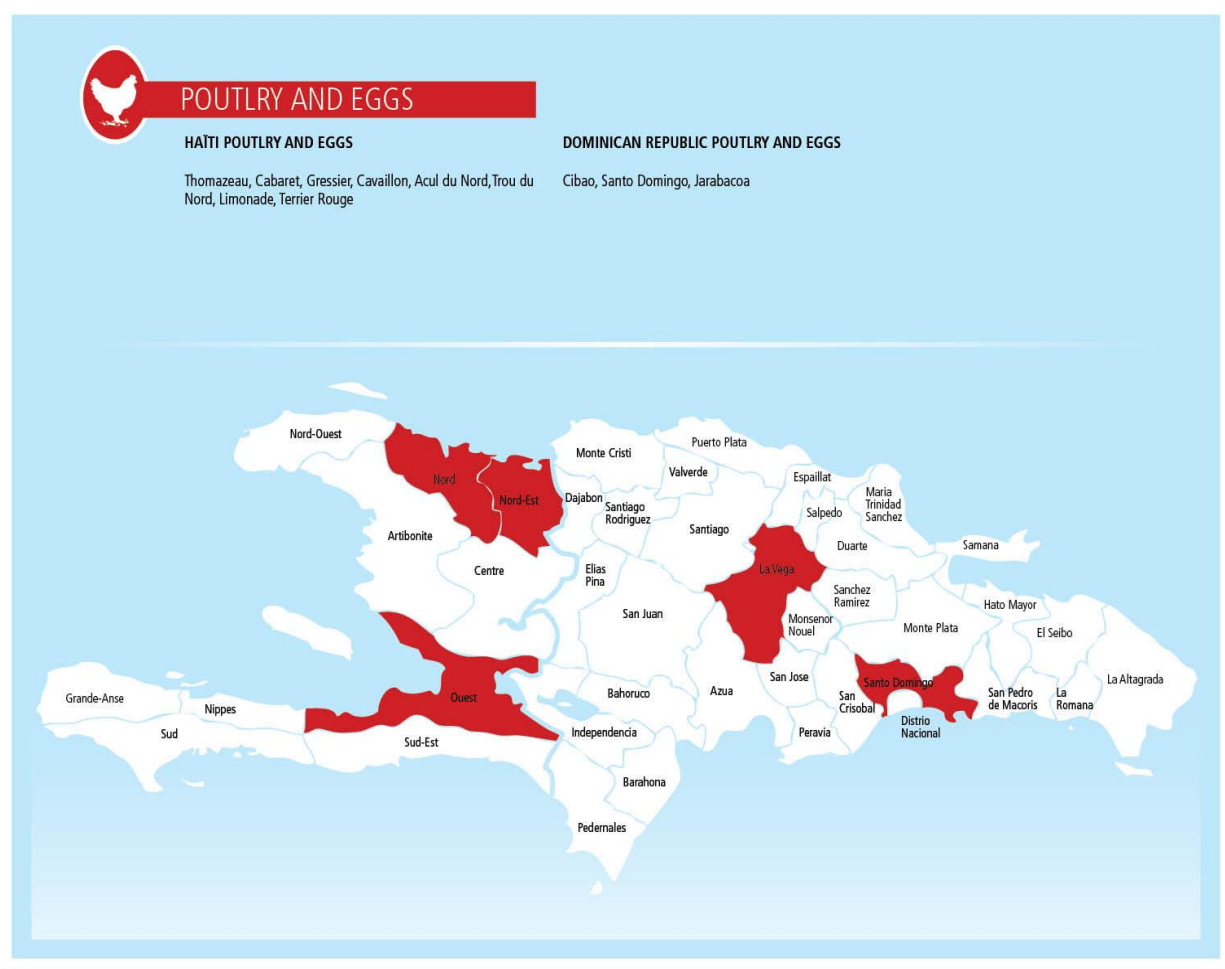 POUTLRY AND EGGS
HAÏTI POUTLRY AND EGGS
Thomazeau, Cabaret, Gressier, Cavaillon, Acul du Nord,Trou du
Nord, Limonade, Terrier Rouge
DOMINICAN REPUBLIC POUTLRY AND EGGS
Cibao, Santo Domingo, Jarabacoa
Nord-Ouest
Nord
Nord-Est
Artibonite
Centre
Ouest
Grande-Anse
Nippes
Sud
Sud-Est
Monte Cristi
Puerto Plata
Valverde
Dajabon
Santiago
Rodriguez
Santiago
Espaillat
Maria
Trinidad
Sanchez
Salpedo
Duarte
Samana
La Vega
Elias
Pina
San Juan
Sanchez
Ramirez
Monsenor
Nouel
Monte Plata
Hato Mayor
El Seibo
La Altagrada
Bahoruco
Azua
San Jose
San
Crisobal
Santo Domingo
Distrio
Nacional
San Pedro
de Macoris
La
Romana
Independencia
Peravia
Barahona
Pedernales